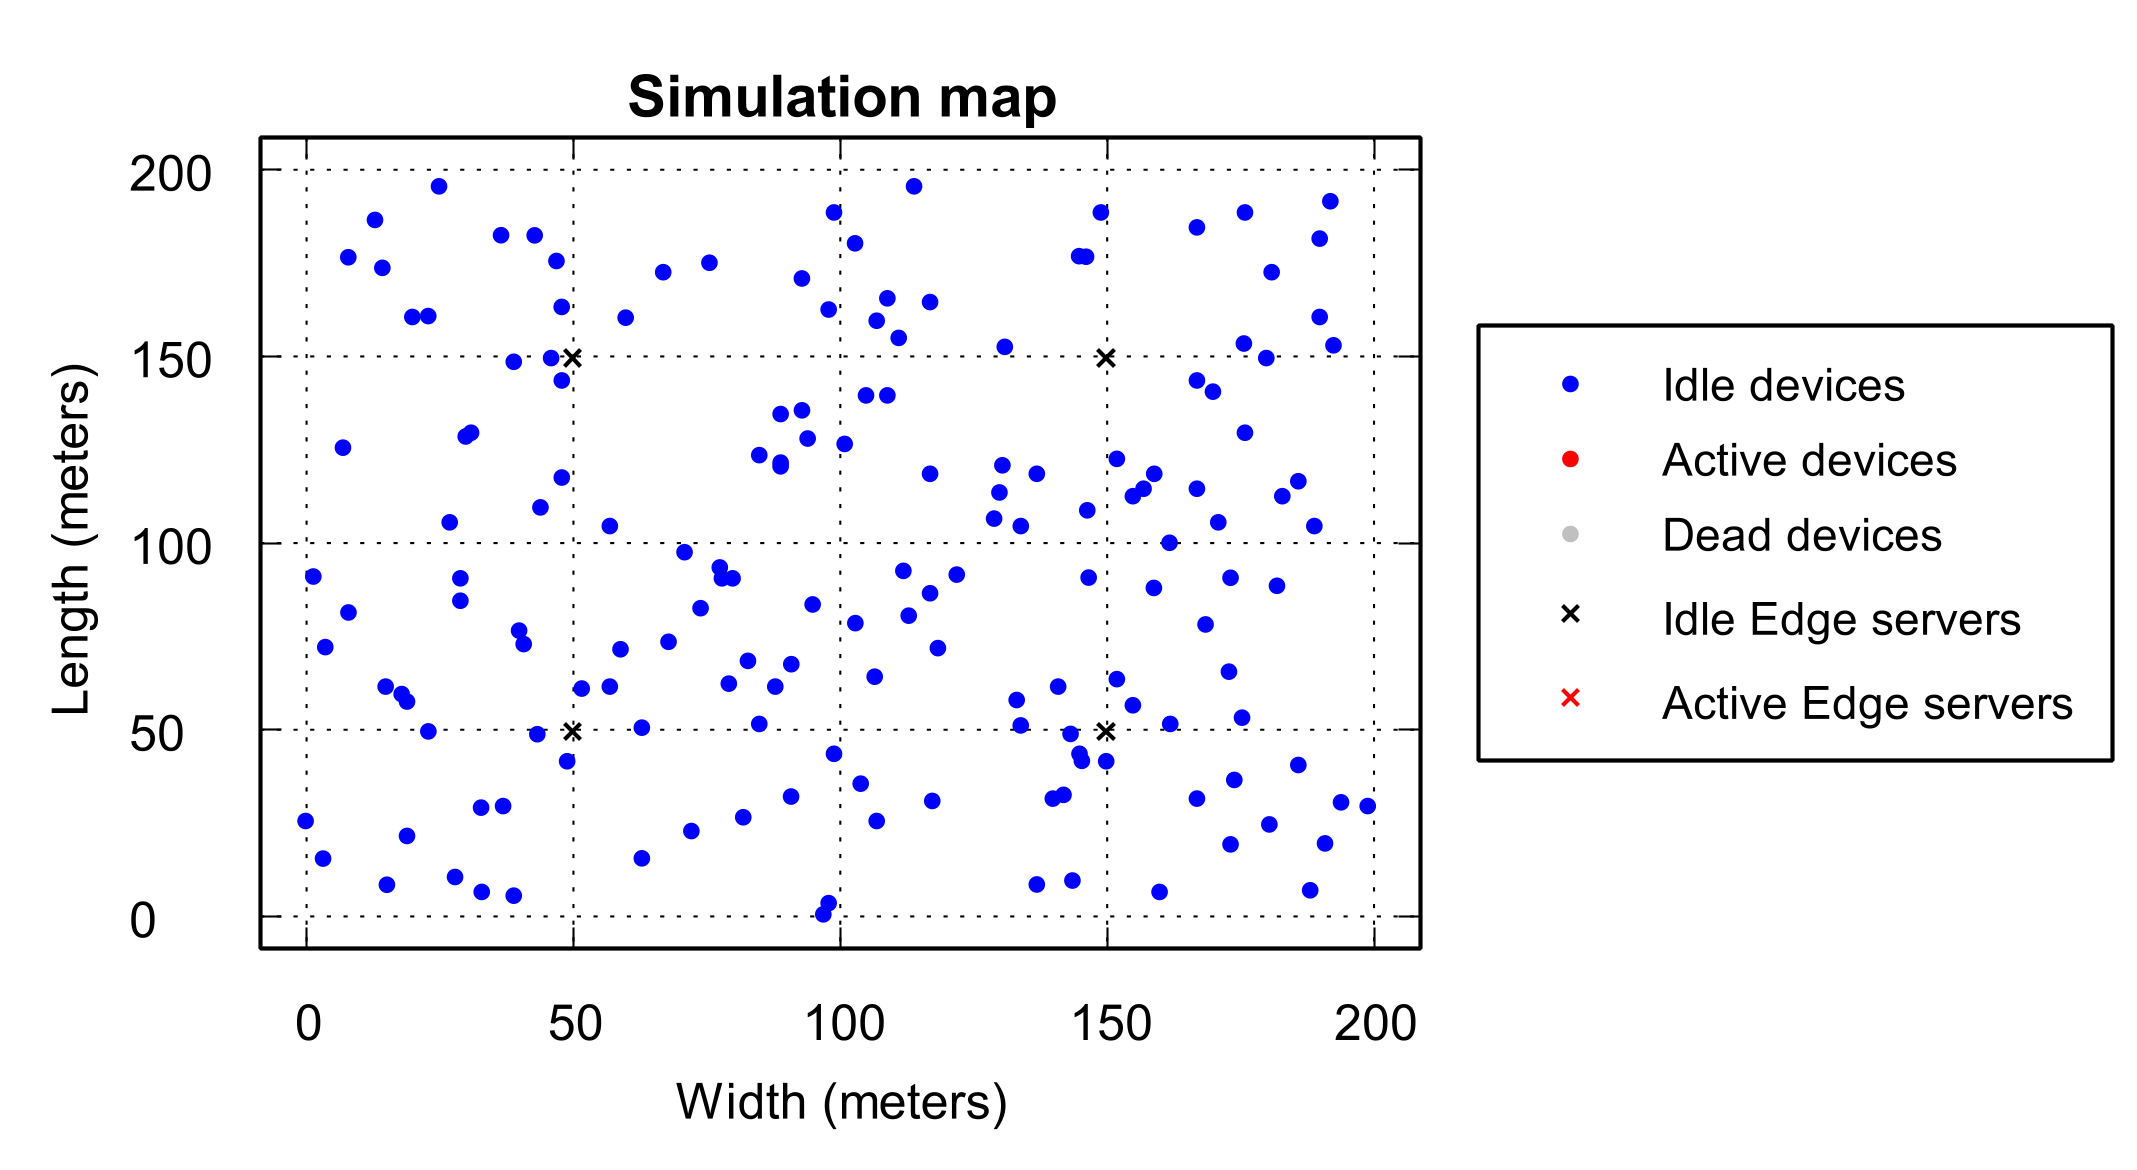 Simulation map
200
150
100
50
0
Length (meters)
0 50 100 150 200
Width (meters)
Idle devices
Active devices
Dead devices
Idle Edge servers
Active Edge servers